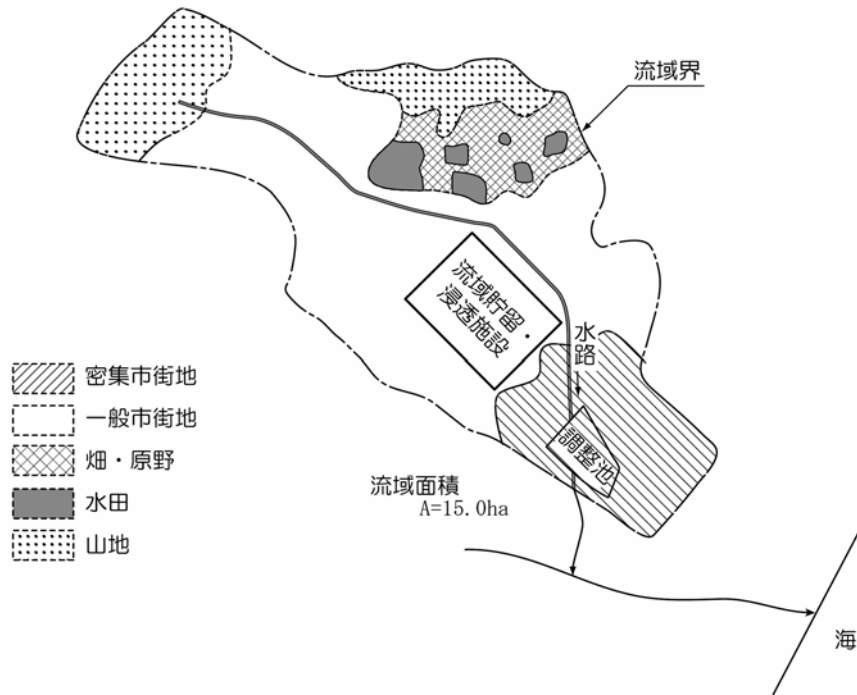 流域界
流域貯留・
浸透施設
水路
調整池
密集市街地
一般市街地
畑・原野
水田
山地
流域面積
A=15.0ha
海